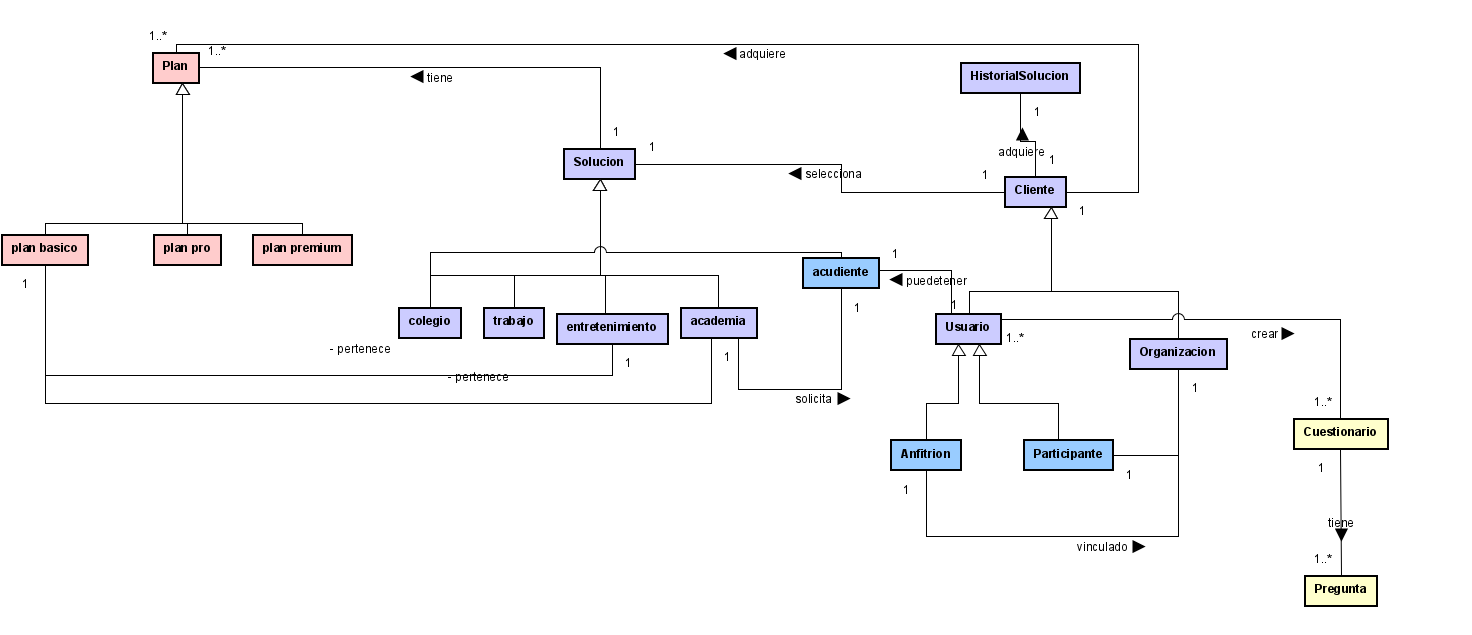 1..*
1..*
adquiere
Plan
tiene
HistorialSolucion
1
1
1
adquiere
1
Solucion
selecciona
1
Cliente
1
plan basico
plan pro
plan premium
1
1
acudiente
puedetener
1
1
colegio
trabajo
entretenimiento
academia
Usuario
1..*
crear
- pertenece
1
1
Organizacion
- pertenece
1
solicita
1..*
Cuestionario
Anfitrion
Participante
1
1
1
tiene
vinculado
1..*
Pregunta